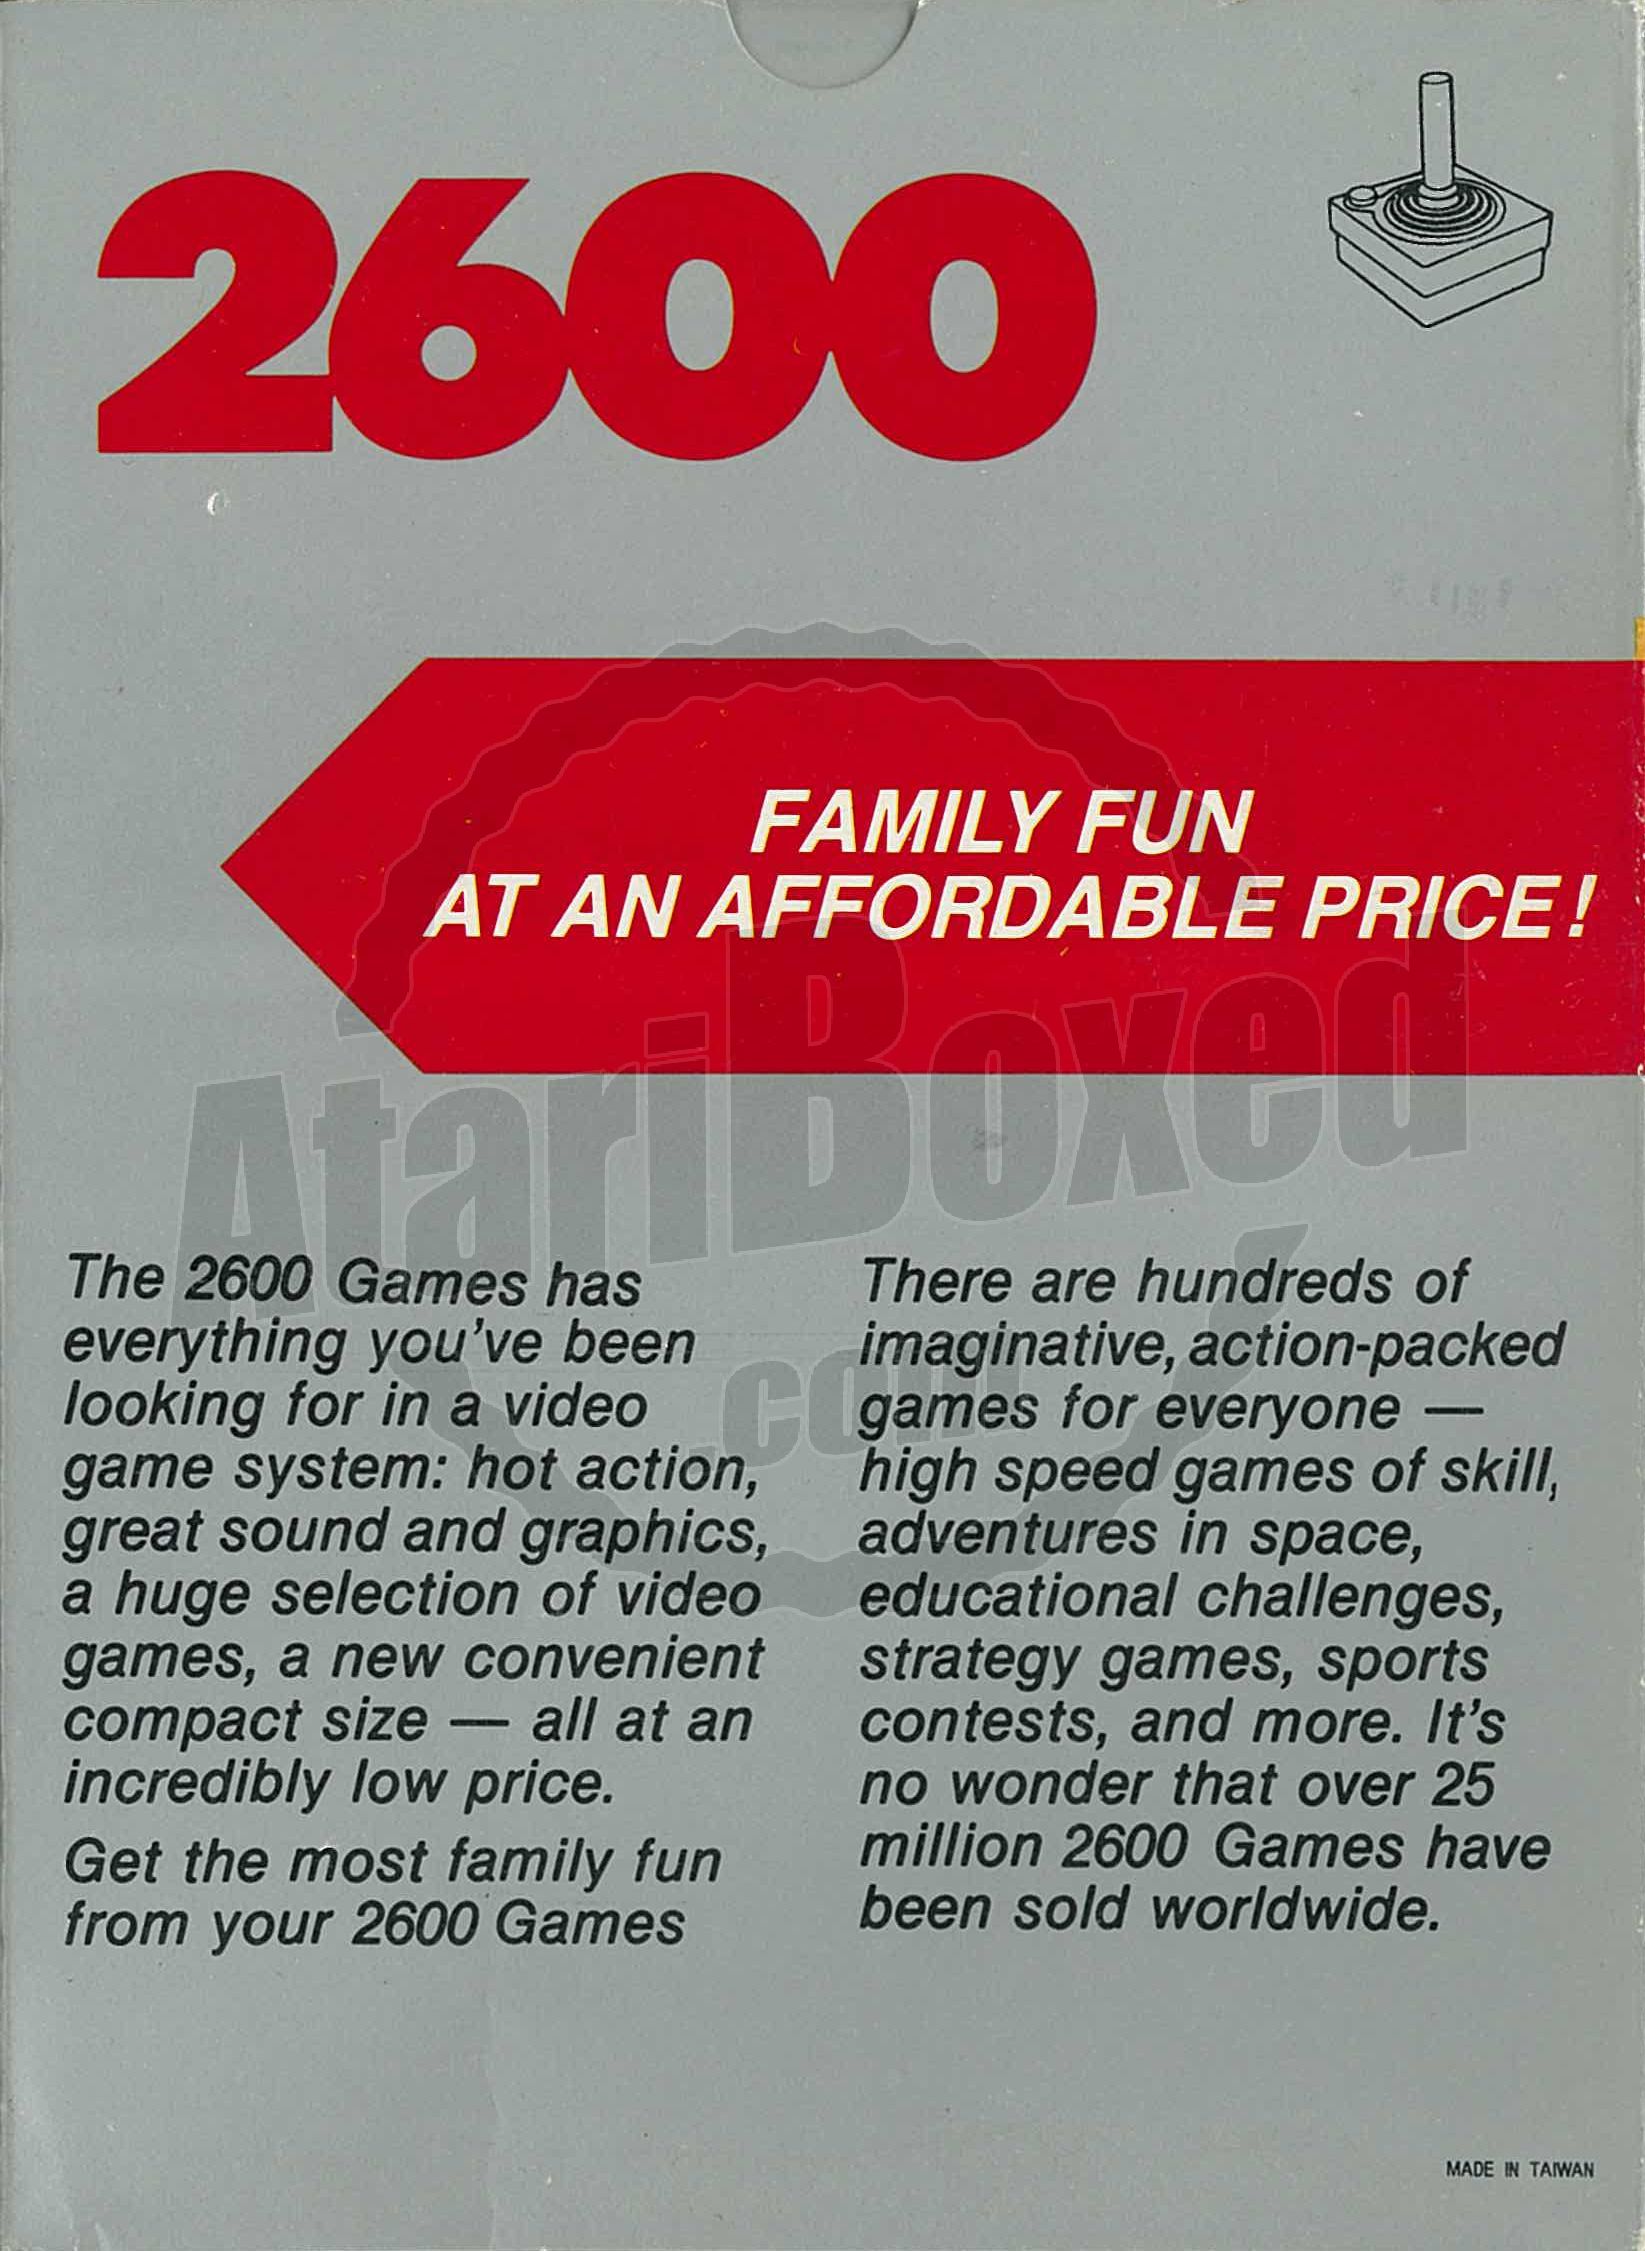 2600
FAMILY FUN
AT AN AFFORDABLE PRICE!
AtariBoxed
.com
The 2600 Games has
everything you've been
looking for in a video
game system: hot action,
great sound and graphics,
a huge selection of video
games, a new convenient
compact size — all at an
incredibly low price.
Get the most family fun
from your 2600 Games
There are hundreds of
imaginative, action-packed
games for everyone —
high speed games of skill,
adventures in space,
educational challenges,
strategy games, sports
contests, and more. It's
no wonder that over 25
million 2600 Games have
been sold worldwide.
MADE IN TAIWAN